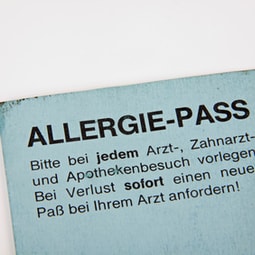 ALLERGIE-PASS
Bitte bei jedem Arzt-, Zahnarzt-
und Apothekenbesuch vorlegen
Bei Verlust sofort einen neue
Paß bei Ihrem Arzt anfordern!